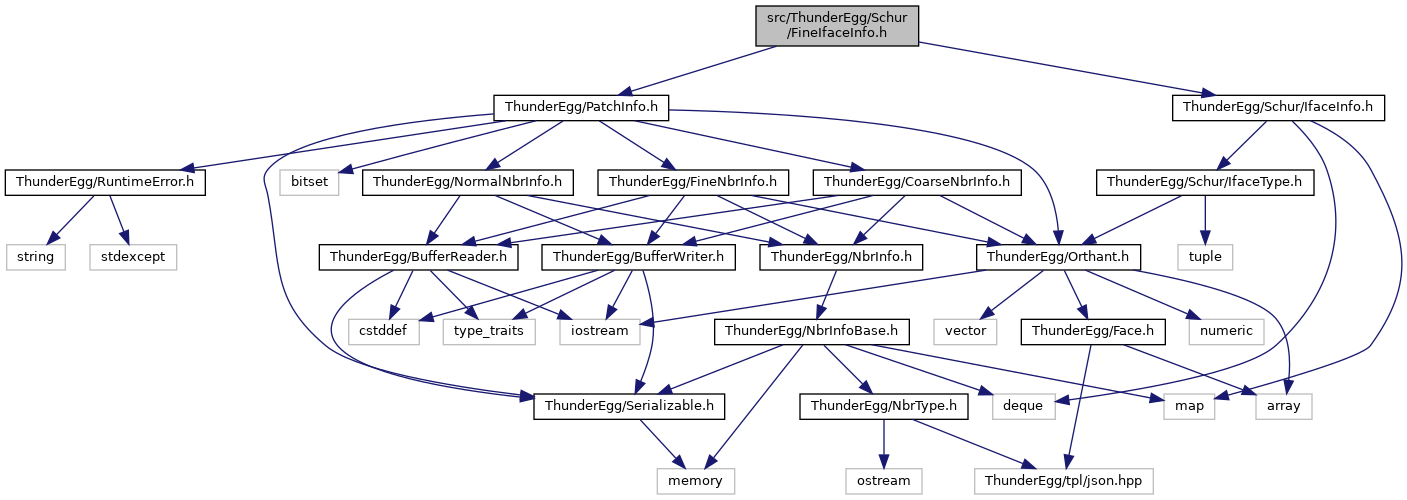 src/ThunderEgg/Schur
/FineIfaceInfo.h
ThunderEgg/PatchInfo.h
ThunderEgg/Schur/IfaceInfo.h
ThunderEgg/RuntimeError.h
bitset
ThunderEgg/NormalNbrInfo.h
ThunderEgg/FineNbrInfo.h
ThunderEgg/CoarseNbrInfo.h
ThunderEgg/Schur/IfaceType.h
string
stdexcept
ThunderEgg/BufferReader.h
ThunderEgg/BufferWriter.h
ThunderEgg/NbrInfo.h
ThunderEgg/Orthant.h
tuple
cstddef
type_traits
iostream
ThunderEgg/NbrInfoBase.h
vector
ThunderEgg/Face.h
numeric
ThunderEgg/Serializable.h
ThunderEgg/NbrType.h
deque
map
array
memory
ostream
ThunderEgg/tpl/json.hpp